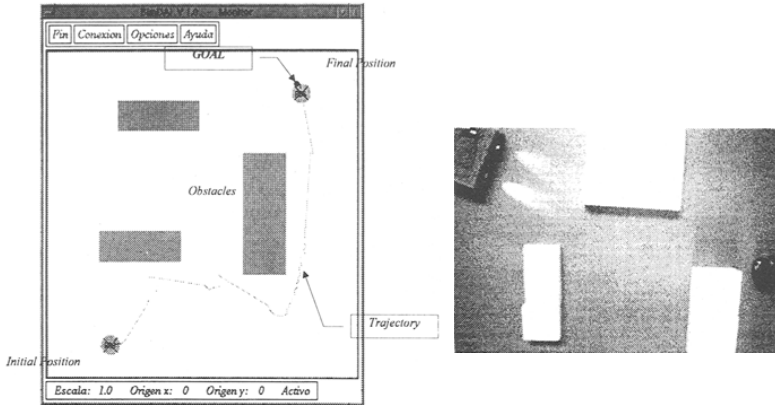 Monitor
Fin Conexion Opciones Ayuda
GOAL
Final Position
Obstacles
Trajectory
Initial Position
Escala: 1.0 Origen x: 0 Origen y: 0 Activo